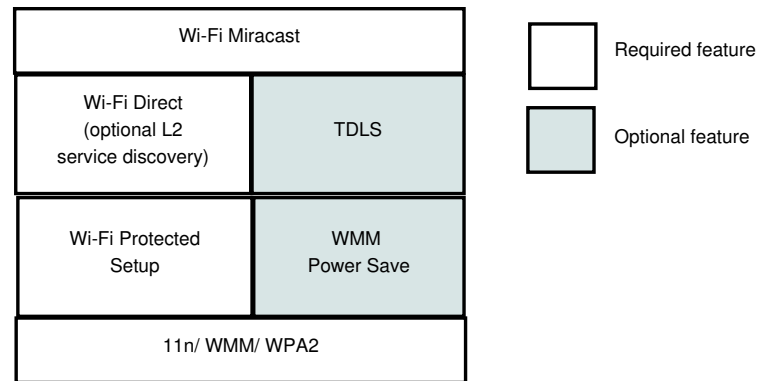 Wi-Fi Miracast
Wi-Fi Direct
(optional L2
service discovery)
TDLS
Wi-Fi Protected
Setup
WMM
Power Save
11n/ WMM/ WPA2
Required feature
Optional feature